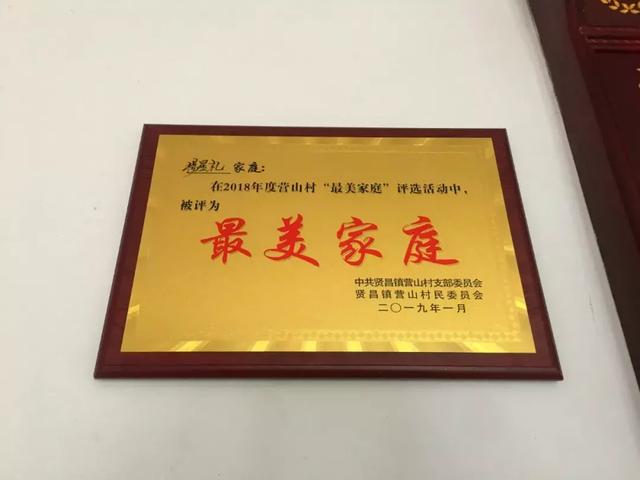 杨星礼 家庭:
在2018年度营山村“最美家庭”评选活动中,
被评为
最美家庭
中共贤昌镇营山村支部委员会
贤昌镇营山村民委员会
二〇一九年一月